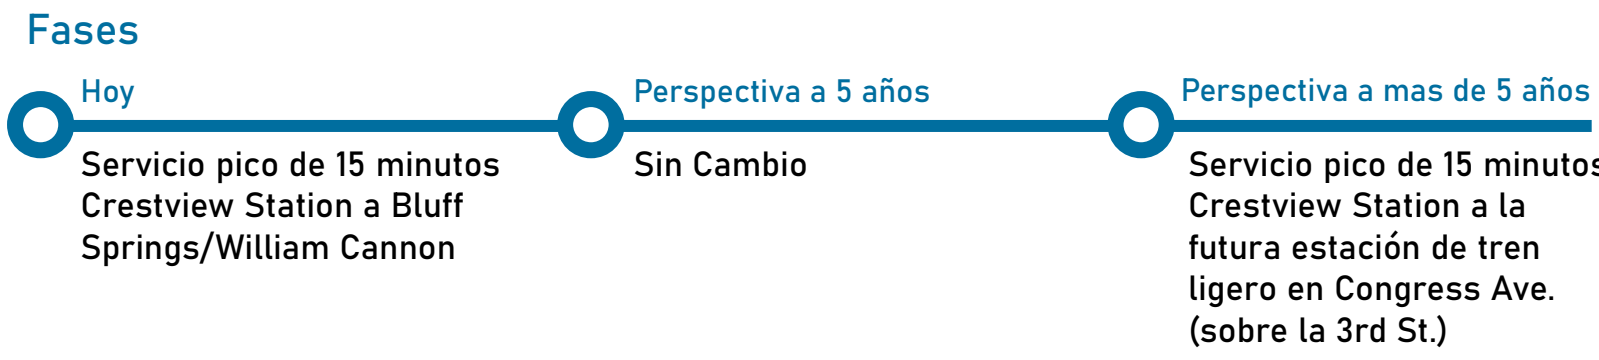 Fases
Hoy
Servicio pico de 15 minutos
Crestview Station a Bluff
Springs/William Cannon
Perspectiva a 5 años
Sin Cambio
Perspectiva a mas de 5 años
Servicio pico de 15 minutos
Crestview Station a la
futura estación de tren
ligero en Congress Ave.
(sobre la 3rd St.)